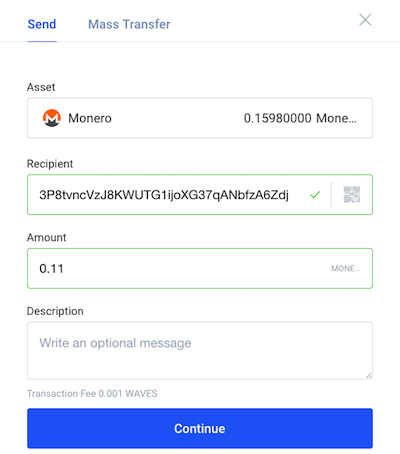 Send Mass Transfer
Asset
Monero 0.15980000 Mone...
Recipient
3P8tvncVzJ8KWUTG1ijoXG37qANbfzA6Zdj
Amount
0.11 MONE...
Description
Write an optional message
Transaction Fee 0.001 WAVES
Continue